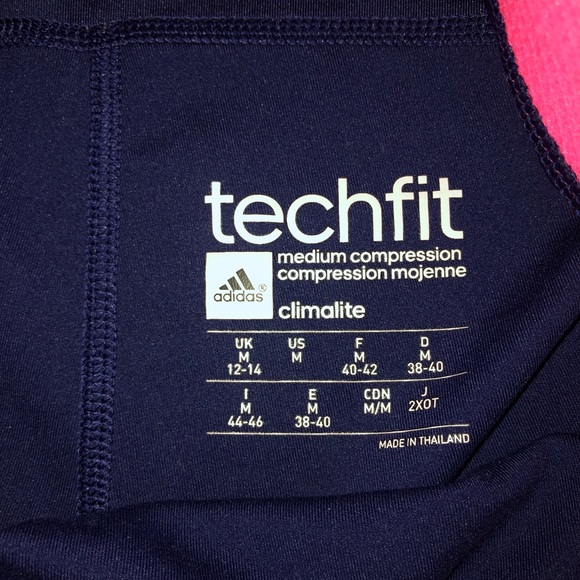 techfit
medium compression
compression mojenne
adidas®
climalite
UK US F D
M M M M
12-14 40-42 38-40
I E CDN J
M M M/M 2XOT
44-46 38-40
MADE IN THAILAND